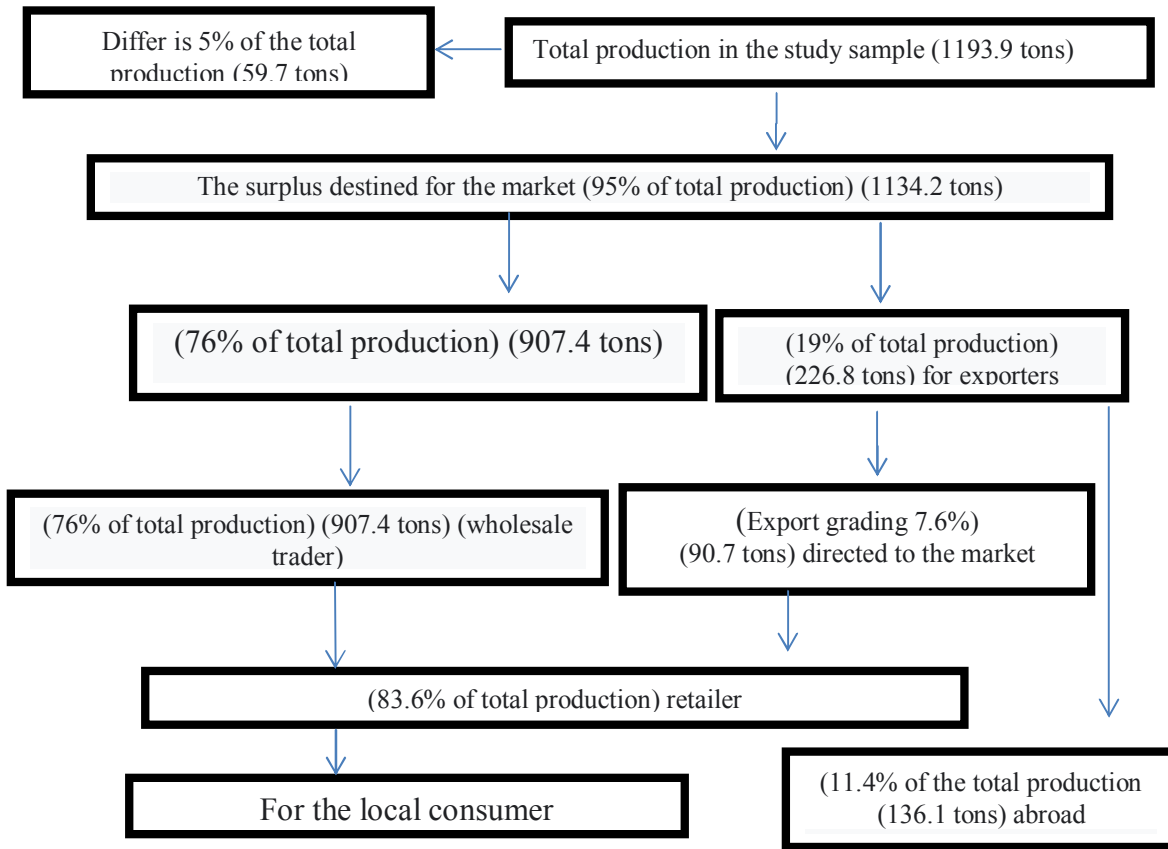 Differ is 5% of the total
production (59.7 tons)
Total production in the study sample (1193.9 tons)
The surplus destined for the market (95% of total production) (1134.2 tons)
(76% of total production) (907.4 tons)
(19% of total production)
(226.8 tons) for exporters
(76% of total production) (907.4 tons) (wholesale
trader)
(Export grading 7.6%)
(90.7 tons) directed to the market
(83.6% of total production) retailer
For the local consumer
(11.4% of the total production
(136.1 tons) abroad